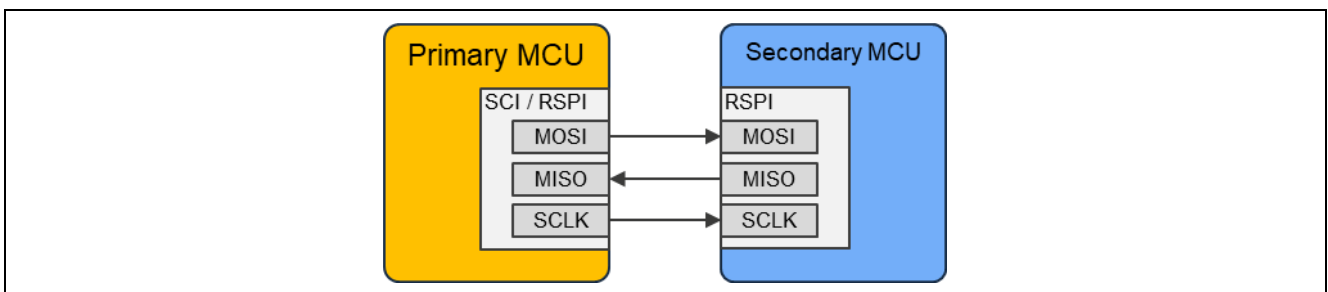 Primary MCU
SCI / RSPI
MOSI
MISO
SCLK
Secondary MCU
RSPI
MOSI
MISO
SCLK